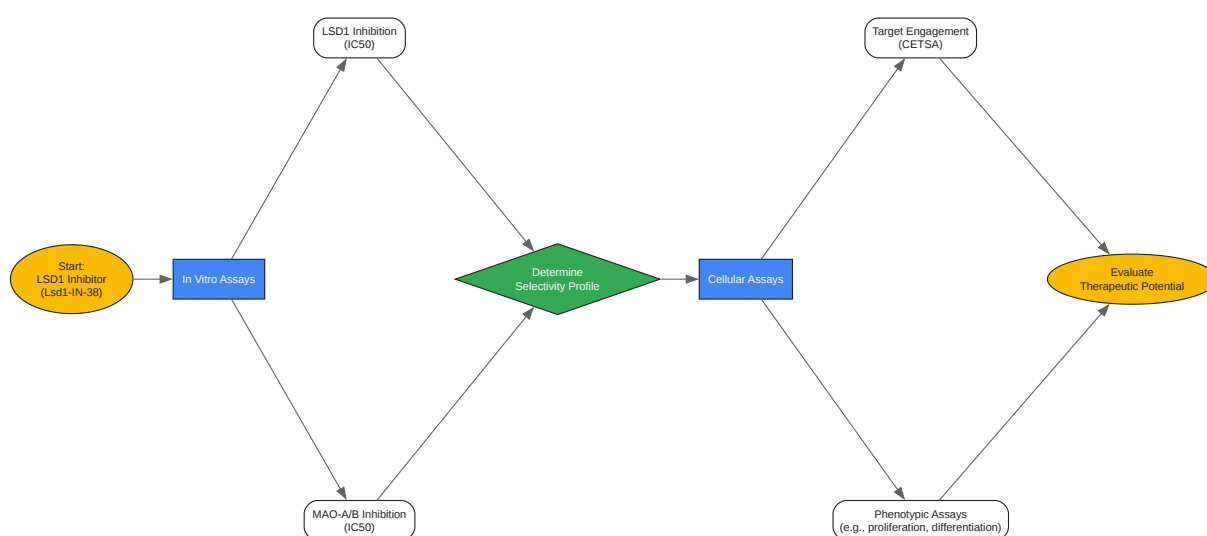 LSD1 Inhibition
(IC50)
Target Engagement
(CETSA)
Start:
LSD1 Inhibitor
(Lsd1-IN-38)
In Vitro Assays
Determine
Selectivity Profile
Cellular Assays
Evaluate
Therapeutic Potential
MAO-A/B Inhibition
(IC50)
Phenotypic Assays
(e.g., proliferation, differentiation)